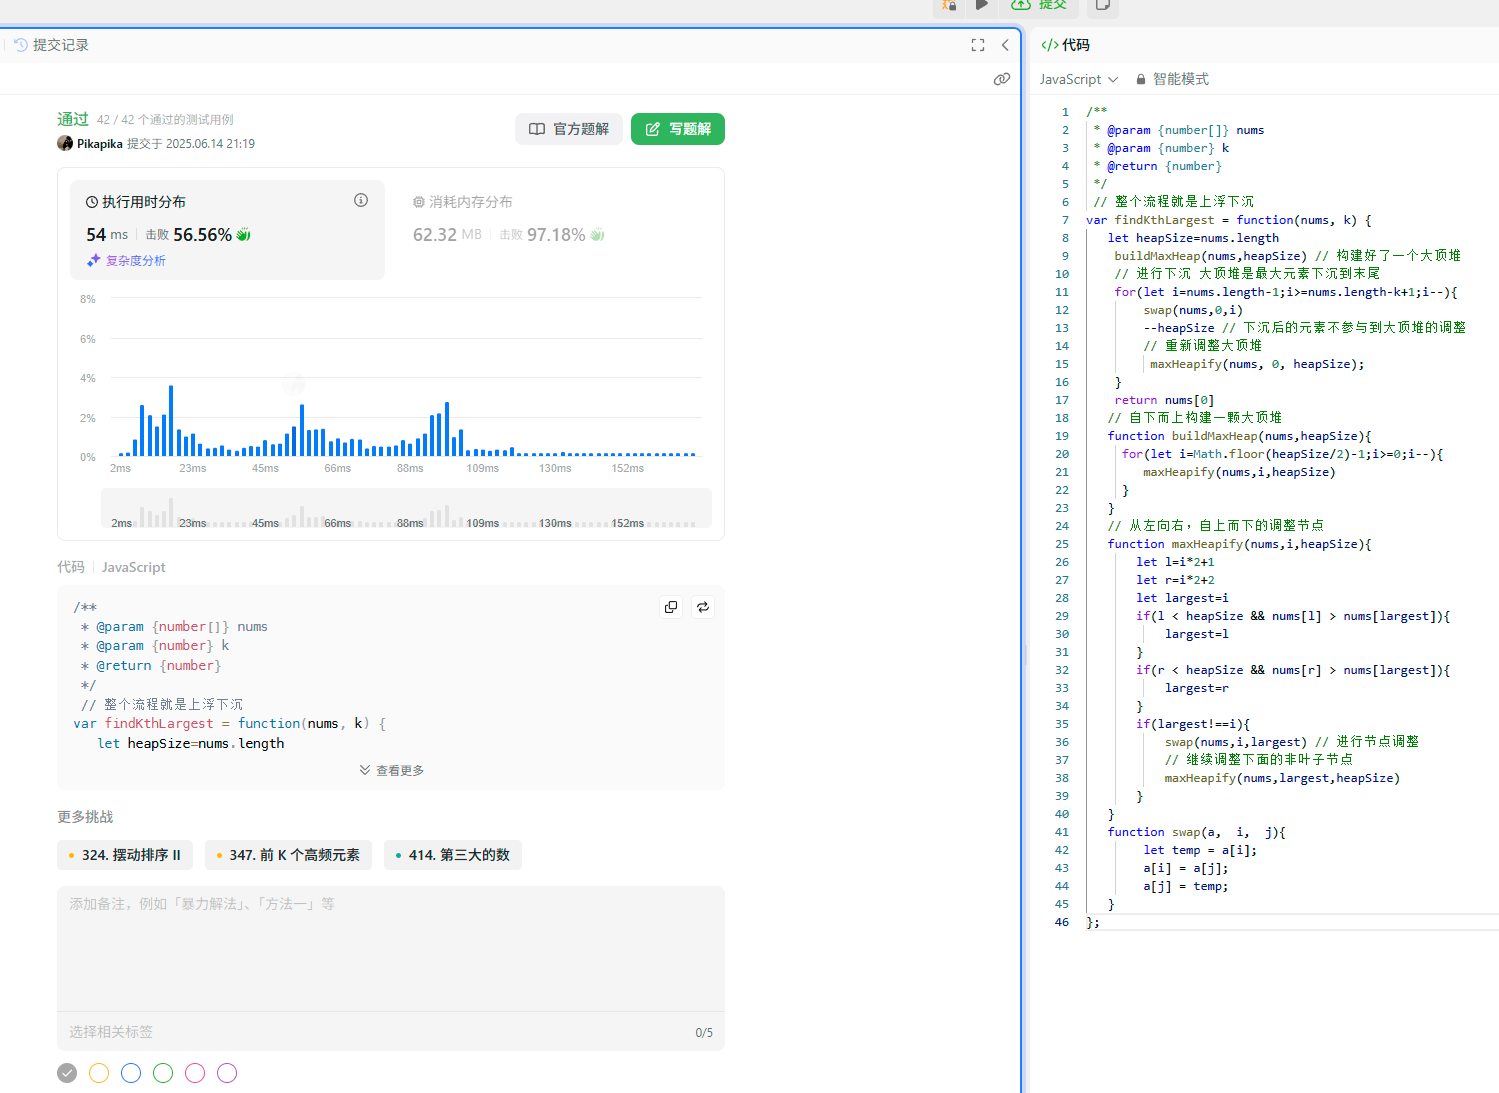 提交
提交记录
通过 42 / 42 个通过的测试用例
Pikapika 提交于 2025.06.14 21:19
官方题解
写题解
执行用时分布
54 ms 击败 56.56%
复杂度分析
消耗内存分布
62.32 MB 击败 97.18%
8%
6%
4%
2%
0%
2ms 23ms 45ms 66ms 88ms 109ms 130ms 152ms
2ms 23ms 45ms 66ms 88ms 109ms 130ms 152ms
代码 JavaScript
/**
 * @param {number[]} nums
 * @param {number} k
 * @return {number}
 */
 // 整个流程就是上浮下沉
var findKthLargest = function(nums, k) {
   let heapSize=nums.length
查看更多
更多挑战
324. 摆动排序 II
347. 前 K 个高频元素
414. 第三大的数
添加备注，例如「暴力解法」、「方法一」等
选择相关标签 0/5
</> 代码
JavaScript 智能模式
1 /**
2  * @param {number[]} nums
3  * @param {number} k
4  * @return {number}
5  */
6  // 整个流程就是上浮下沉
7 var findKthLargest = function(nums, k) {
8    let heapSize=nums.length
9     buildMaxHeap(nums,heapSize) // 构建好了一个大顶堆
10     // 进行下沉 大顶堆是最大元素下沉到末尾
11     for(let i=nums.length-1;i>=nums.length-k+1;i--){
12         swap(nums,0,i)
13         --heapSize // 下沉后的元素不参与到大顶堆的调整
14         // 重新调整大顶堆
15          maxHeapify(nums, 0, heapSize);
16     }
17     return nums[0]
18    // 自下而上构建一颗大顶堆
19    function buildMaxHeap(nums,heapSize){
20      for(let i=Math.floor(heapSize/2)-1;i>=0;i--){
21         maxHeapify(nums,i,heapSize)
22      }
23    }
24    // 从左向右，自上而下的调整节点
25    function maxHeapify(nums,i,heapSize){
26        let l=i*2+1
27        let r=i*2+2
28        let largest=i
29        if(l < heapSize && nums[l] > nums[largest]){
30            largest=l
31        }
32        if(r < heapSize && nums[r] > nums[largest]){
33            largest=r
34        }
35        if(largest!==i){
36            swap(nums,i,largest) // 进行节点调整
37            // 继续调整下面的非叶子节点
38            maxHeapify(nums,largest,heapSize)
39        }
40    }
41    function swap(a,  i,  j){
42         let temp = a[i];
43         a[i] = a[j];
44         a[j] = temp;
45    }
46 };